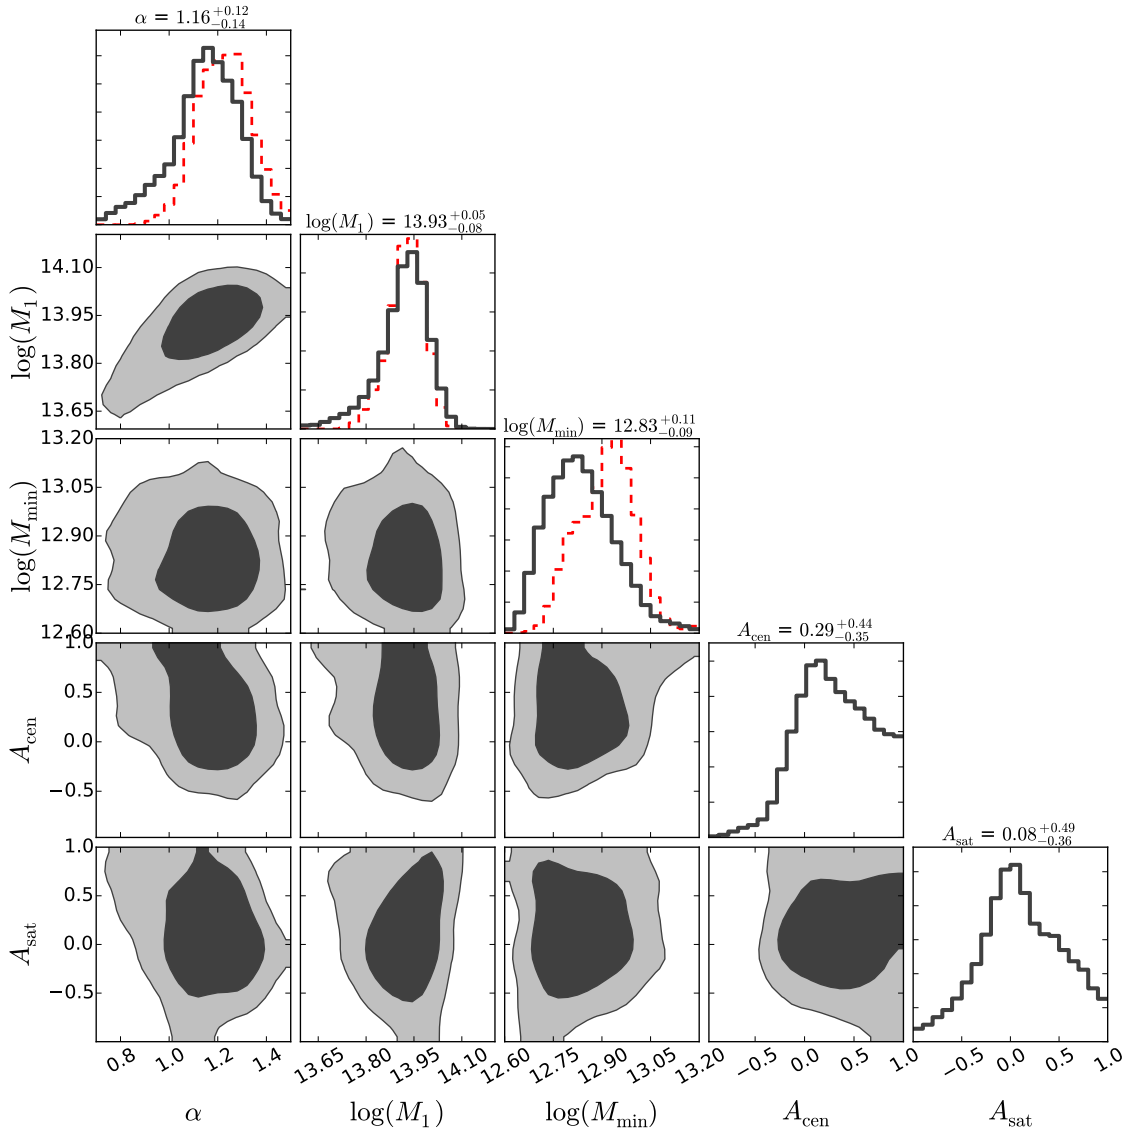 α = 1.16 +0.12 −0.14
log(M₁) = 13.93 +0.05 −0.08
14.10
13.95
13.80
13.65
log(M₁)
log(M_min) = 12.83 +0.11 −0.09
13.20
13.05
12.90
12.75
12.60
log(M_min)
A_cen = 0.29 +0.44 −0.35
1.0
0.5
0.0
−0.5
A_cen
A_sat = 0.08 +0.49 −0.36
1.0
0.5
0.0
−0.5
A_sat
0.8 1.0 1.2 1.4 13.65 13.80 13.95 14.10 12.60 12.75 12.90 13.05 13.20 −0.5 0.0 0.5 1.0 −0.5 0.0 0.5 1.0
α log(M₁) log(M_min) A_cen A_sat